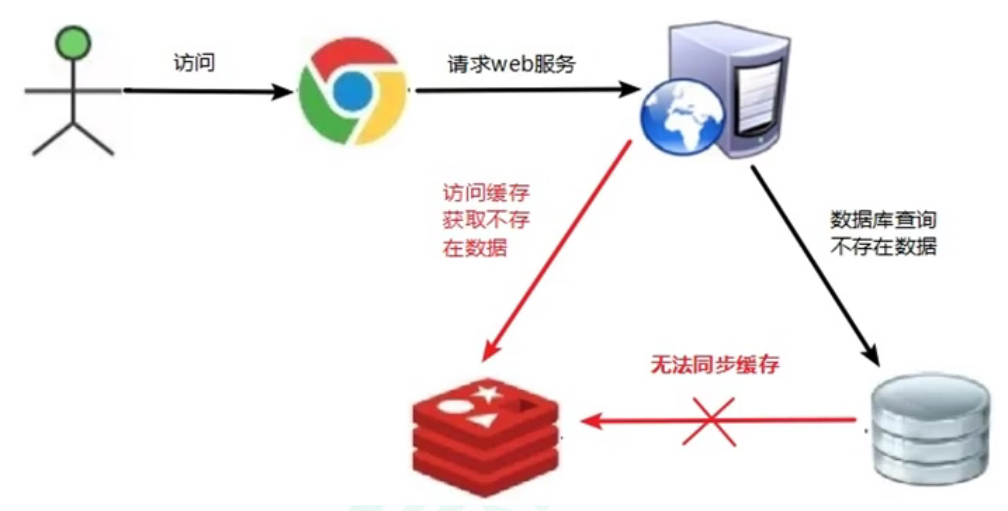 访问
请求web服务
访问缓存
获取不存
在数据
数据库查询
不存在数据
无法同步缓存